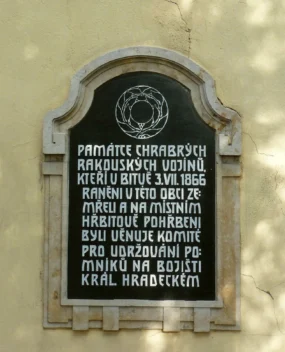 PAMÁTCE CHRABRÝCH
RAKOUSKÝCH VOJÍNŮ,
KTEŘÍ V BITVĚ 3.VII.1866
RANĚNI V TÉTO OBCI ZE-
MŘELI A NA MÍSTNÍM
HŘBITOVĚ POHŘBENI
BYLI VĚNUJE KOMITÉ
PRO UDRŽOVÁNÍ PO-
MNÍKŮ NA BOJIŠTI
KRÁL HRADECKÉM